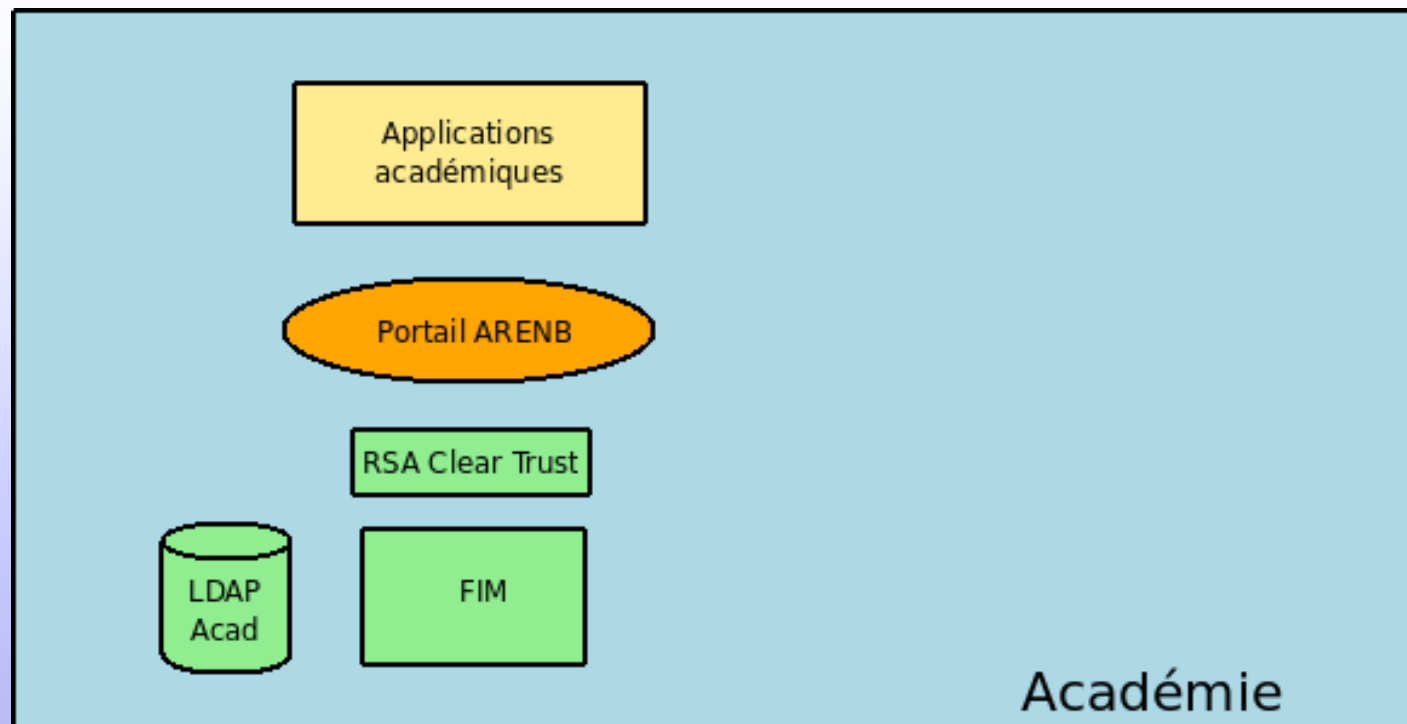 Applications
académiques
Portail ARENB
RSA Clear Trust
LDAP
Acad
FIM
Académie